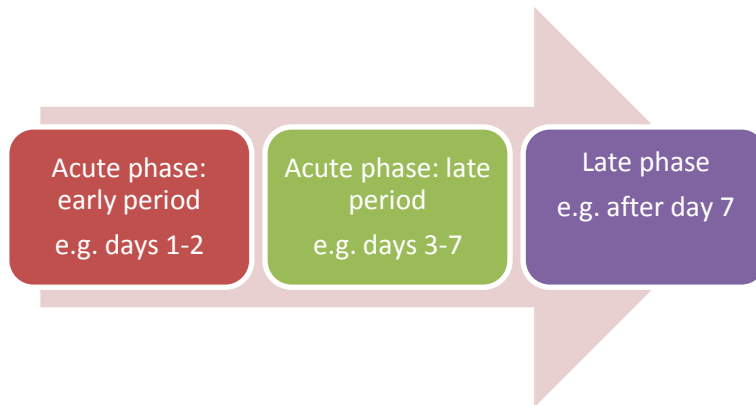 Acute phase:
early period
e.g. days 1-2
Acute phase: late
period
e.g. days 3-7
Late phase
e.g. after day 7